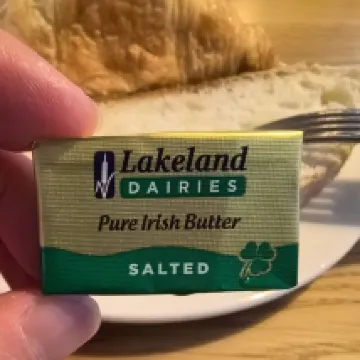 Lakeland
DAIRIES
Pure Irish Butter
SALTED